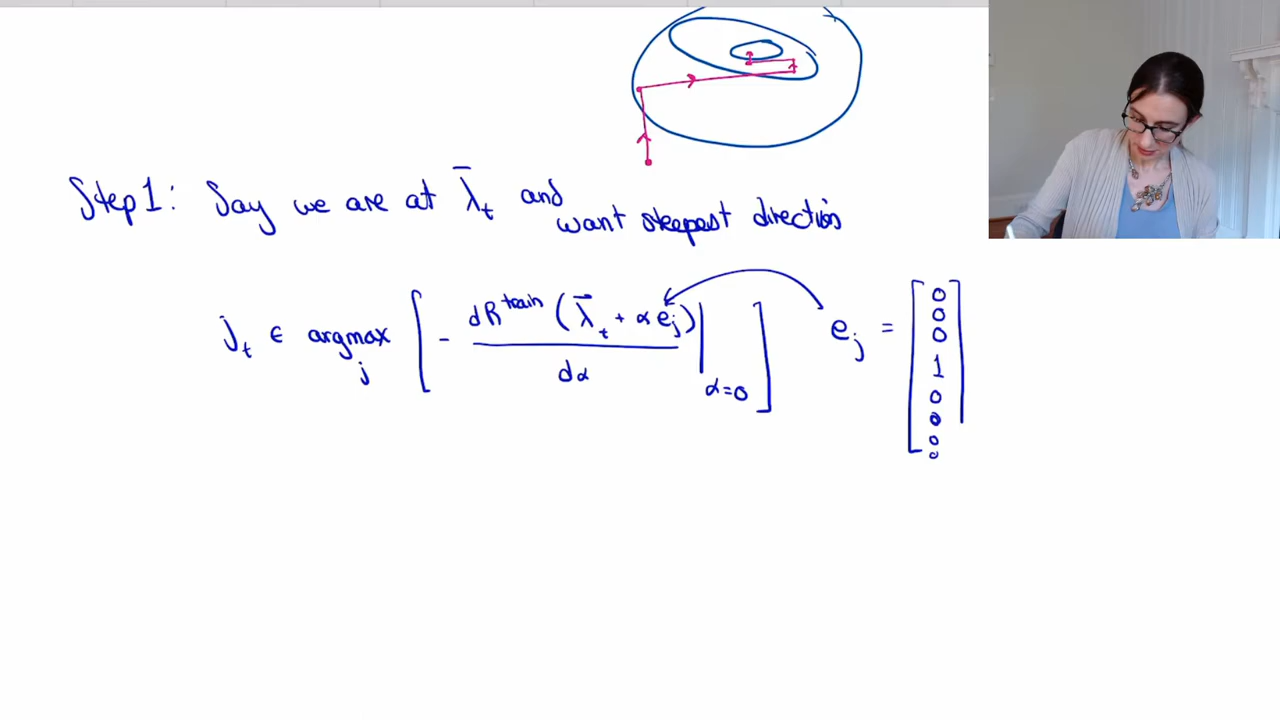 Step 1: Say we are at λ̄_t and
want steepest direction
j_t ∈ argmax_j [ - dR^train (λ̄_t + α e_j) / dα |_α=0 ]
e_j = [ 0 0 0 1 0 0 0 0 ]